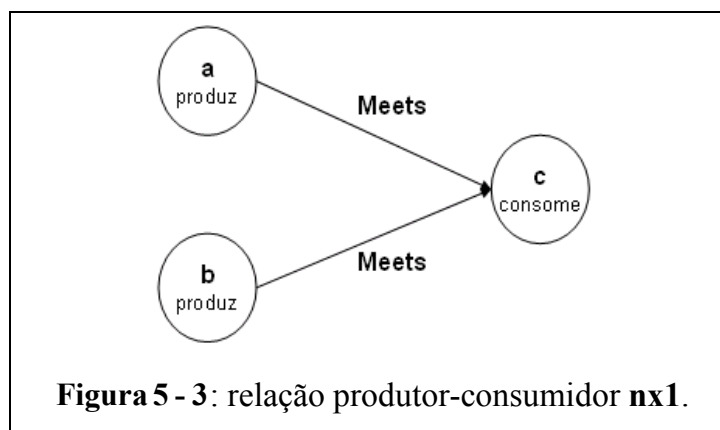 a
produz
Meets
c
consome
Meets
b
produz
Figura 5 - 3: relação produtor-consumidor nx1.